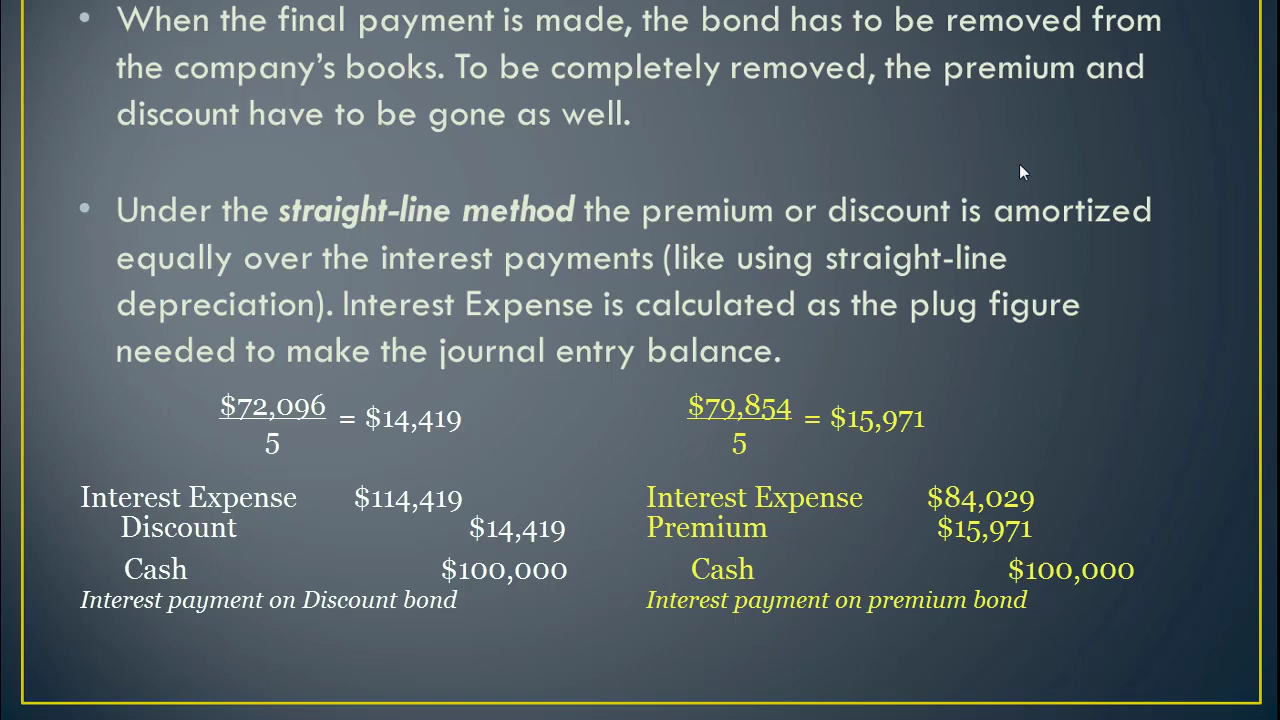 • When the final payment is made, the bond has to be removed from
the company’s books. To be completely removed, the premium and
discount have to be gone as well.
• Under the straight-line method the premium or discount is amortized
equally over the interest payments (like using straight-line
depreciation). Interest Expense is calculated as the plug figure
needed to make the journal entry balance.
$72,096
5
= $14,419
$79,854
5
= $15,971
Interest Expense $114,419
Discount $14,419
Cash $100,000
Interest payment on Discount bond
Interest Expense $84,029
Premium $15,971
Cash $100,000
Interest payment on premium bond